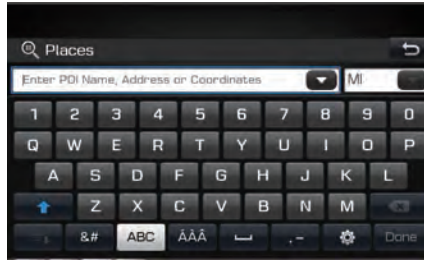 Places
Enter POI Name, Address or Coordinates MI
1 2 3 4 5 6 7 8 9 0
Q W E R T Y U I O P
A S D F G H J K L
Z X C V B N M
&# ABC ÁÀÂ .- Done